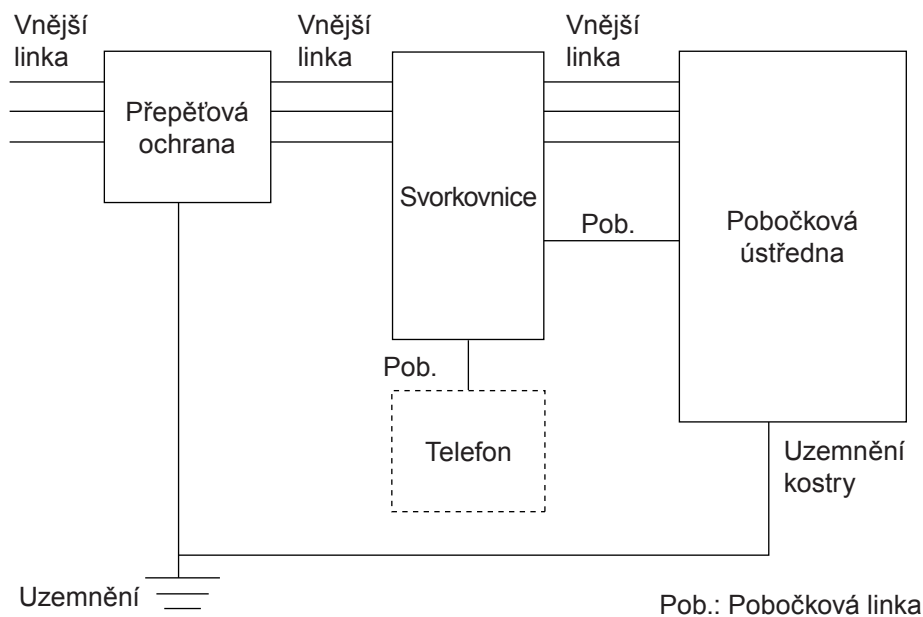 Vnější
linka
Vnější
linka
Vnější
linka
Přepěťová
ochrana
Svorkovnice
Pob.
Pobočková
ústředna
Pob.
Telefon
Uzemnění
kostry
Uzemnění
Pob.: Pobočková linka